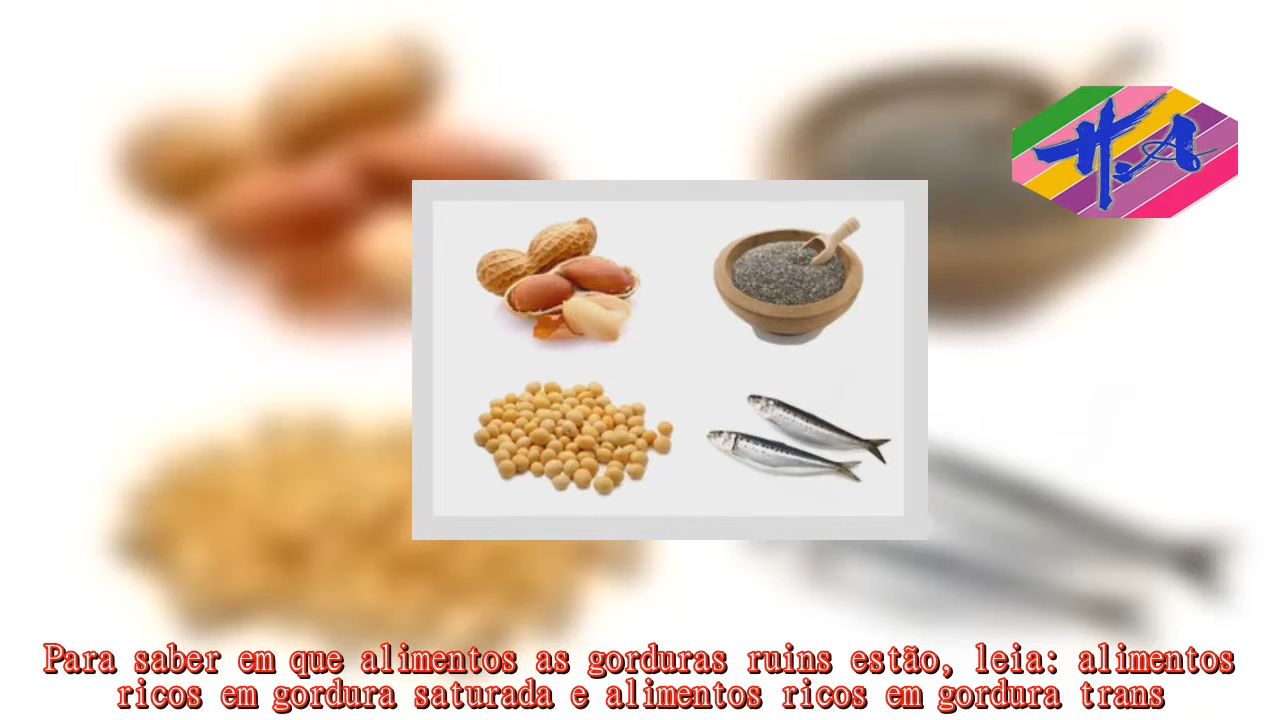 H.A
Para saber em que alimentos as gorduras ruins estão, leia: alimentos
ricos em gordura saturada e alimentos ricos em gordura trans